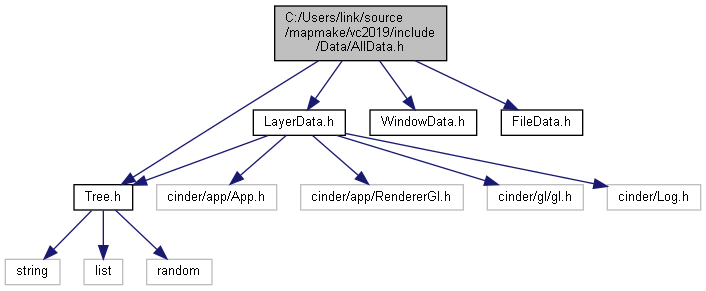 C:/Users/link/source
/mapmake/vc2019/include
/Data/AllData.h
LayerData.h
WindowData.h
FileData.h
Tree.h
cinder/app/App.h
cinder/app/RendererGl.h
cinder/gl/gl.h
cinder/Log.h
string
list
random